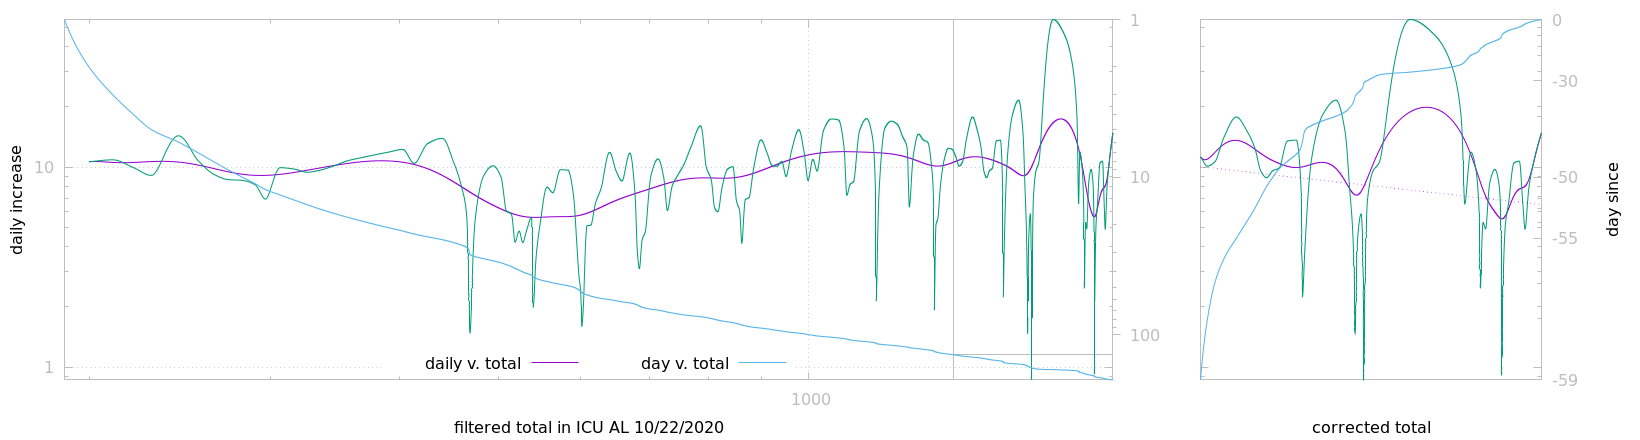 daily increase
10
1
daily v. total
day v. total
1000
filtered total in ICU AL 10/22/2020
1
10
100
0
-30
-50
-55
-59
day since
corrected total